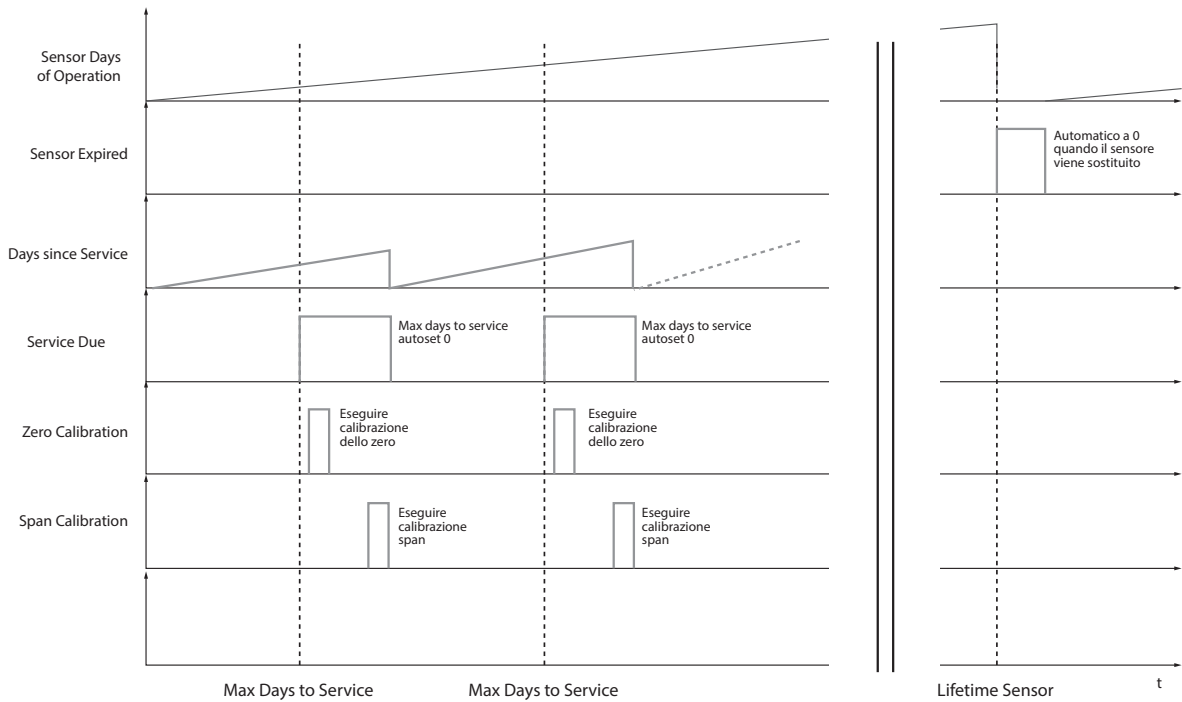 Sensor Days
of Operation
Sensor Expired
Automatico a 0
quando il sensore
viene sostituito
Days since Service
Service Due
Max days to service
autoset 0
Max days to service
autoset 0
Zero Calibration
Eseguire
calibrazione
dello zero
Eseguire
calibrazione
dello zero
Span Calibration
Eseguire
calibrazione
span
Eseguire
calibrazione
span
Max Days to Service
Max Days to Service
Lifetime Sensor
t